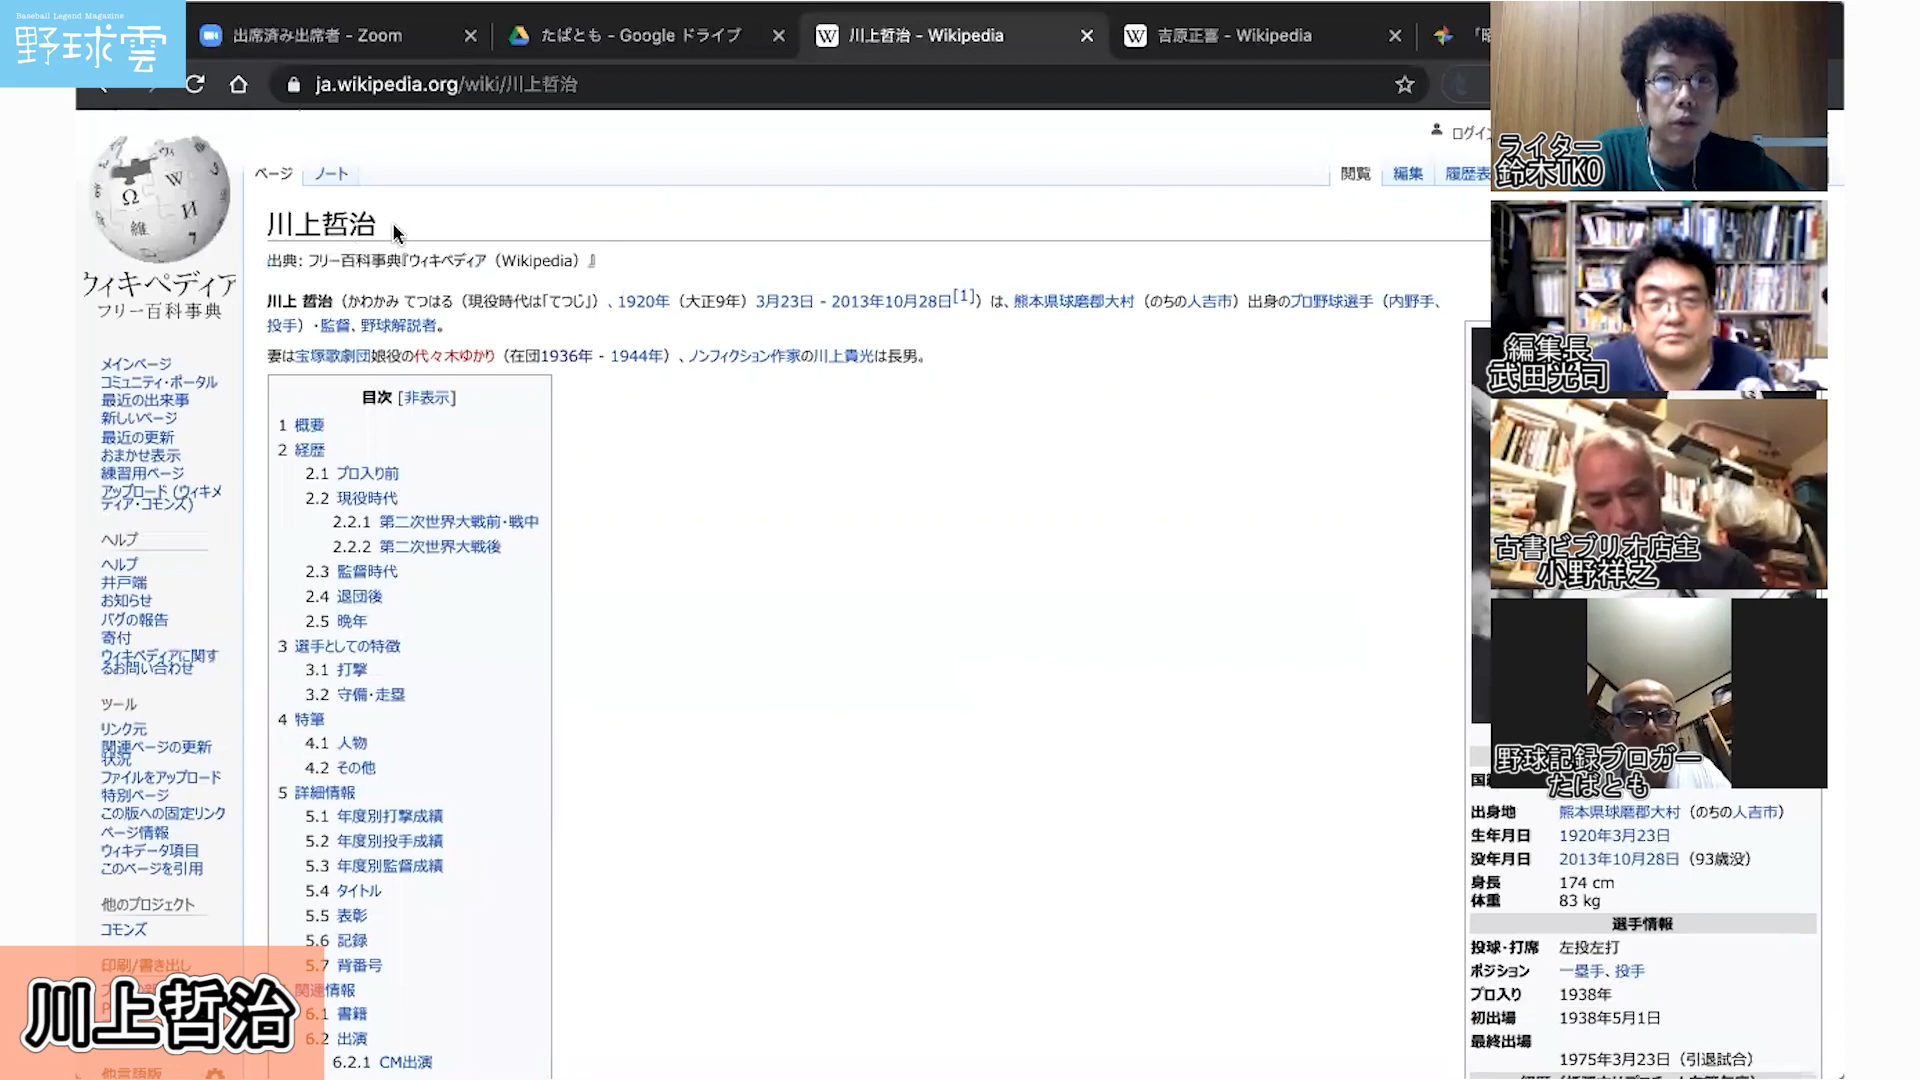 Baseball Legend Magazine
野球雲
出席済み出席者 - Zoom
たばとも - Google ドライブ
川上哲治 - Wikipedia
吉原正喜 - Wikipedia
ja.wikipedia.org/wiki/川上哲治
ログイン
ページ
ノート
閲覧
編集
履歴表
ウィキペディア
フリー百科事典
川上哲治
出典: フリー百科事典『ウィキペディア（Wikipedia）』
川上 哲治（かわかみ てつはる（現役時代は「てつじ」）、1920年（大正9年）3月23日 - 2013年10月28日[1]）は、熊本県球磨郡大村（のちの人吉市）出身のプロ野球選手（内野手、
投手）・監督、野球解説者。
妻は宝塚歌劇団娘役の代々木ゆかり（在団1936年 - 1944年）、ノンフィクション作家の川上貴光は長男。
メインページ
コミュニティ・ポータル
最近の出来事
新しいページ
最近の更新
おまかせ表示
練習用ページ
アップロード (ウィキメ
ディア・コモンズ)
ヘルプ
ヘルプ
井戸端
お知らせ
バグの報告
寄付
ウィキペディアに関す
るお問い合わせ
ツール
リンク元
関連ページの更新
状況
ファイルをアップロード
特別ページ
この版への固定リンク
ページ情報
ウィキデータ項目
このページを引用
他のプロジェクト
コモンズ
印刷/書き出し
他言語版
目次 [非表示]
1 概要
2 経歴
2.1 プロ入り前
2.2 現役時代
2.2.1 第二次世界大戦前・戦中
2.2.2 第二次世界大戦後
2.3 監督時代
2.4 退団後
2.5 晩年
3 選手としての特徴
3.1 打撃
3.2 守備・走塁
4 特筆
4.1 人物
4.2 その他
5 詳細情報
5.1 年度別打撃成績
5.2 年度別投手成績
5.3 年度別監督成績
5.4 タイトル
5.5 表彰
5.6 記録
5.7 背番号
関連情報
6.1 書籍
6.2 出演
6.2.1 CM出演
川上哲治
ライター
鈴木TKO
編集長
武田光司
古書ビブリオ店主
小野祥之
野球記録ブロガー
たばとも
国
出身地 熊本県球磨郡大村（のちの人吉市）
生年月日 1920年3月23日
没年月日 2013年10月28日（93歳没）
身長 174 cm
体重 83 kg
選手情報
投球・打席 左投左打
ポジション 一塁手、投手
プロ入り 1938年
初出場 1938年5月1日
最終出場
1975年3月23日（引退試合）